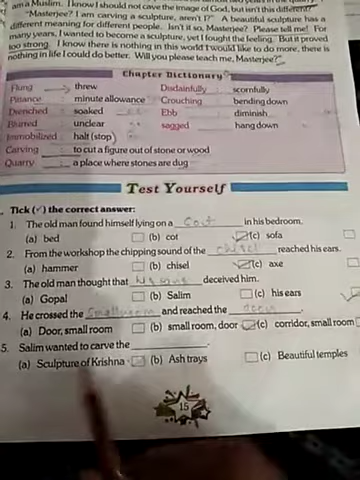 am a Muslim. I know I should not cave the image of God, but isn't this different?"
"Masterjee? I am carving a sculpture, aren't I?" A beautiful sculpture has a
different meaning for different people. Isn't it so, Masterjee? Please tell me! For
many years, I wanted to become a sculptor, yet I fought the feeling. But it proved
too strong. I know there is nothing in this world I would like to do more, there is
nothing in life I could do better. Will you please teach me, Masterjee?"
Chapter Dictionary
Flung : threw Disdainfully : scornfully
Pittance : minute allowance Crouching : bending down
Drenched : soaked Ebb : diminish
Blurred : unclear sagged : hang down
Immobilized : halt (stop)
Carving : to cut a figure out of stone or wood
Quarry : a place where stones are dug
Test Yourself
Tick (✓) the correct answer:
1. The old man found himself lying on a cot in his bedroom.
(a) bed (b) cot (c) sofa
2. From the workshop the chipping sound of the chisel reached his ears.
(a) hammer (b) chisel (c) axe
3. The old man thought that deceived him.
(a) Gopal (b) Salim (c) his ears
4. He crossed the small room and reached the door.
(a) Door, small room (b) small room, door (c) corridor, small room
5. Salim wanted to carve the ____________.
(a) Sculpture of Krishna (b) Ash trays (c) Beautiful temples
15